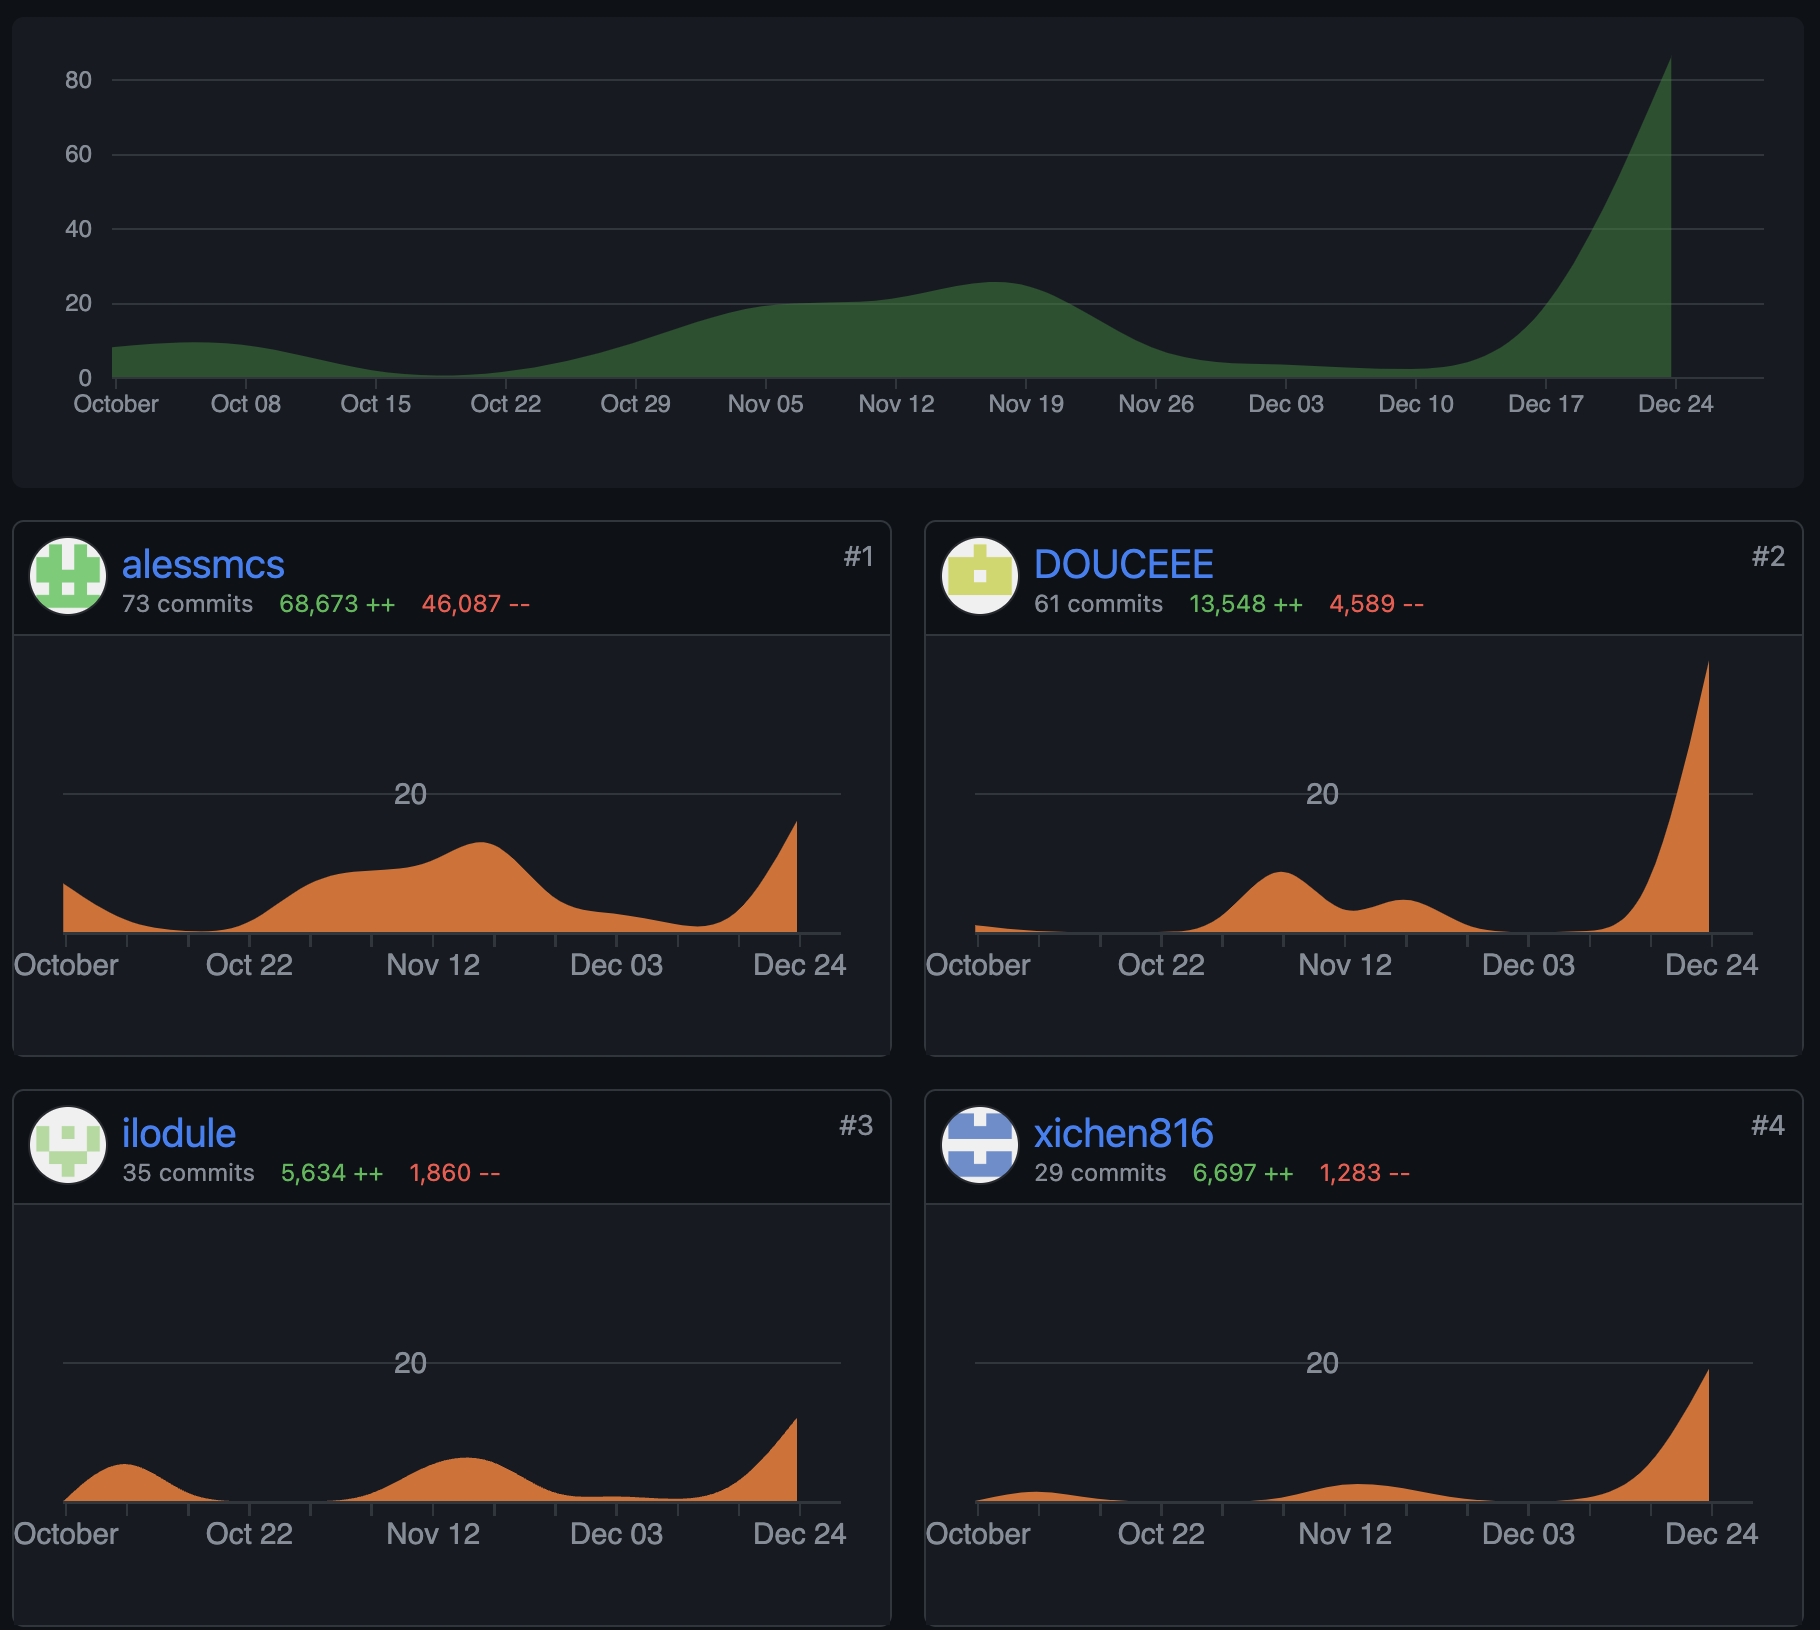 80
60
40
20
0
October Oct 08 Oct 15 Oct 22 Oct 29 Nov 05 Nov 12 Nov 19 Nov 26 Dec 03 Dec 10 Dec 17 Dec 24
alessmcs #1
73 commits 68,673 ++ 46,087 --
20
October Oct 22 Nov 12 Dec 03 Dec 24
DOUCEEE #2
61 commits 13,548 ++ 4,589 --
20
October Oct 22 Nov 12 Dec 03 Dec 24
ilodule #3
35 commits 5,634 ++ 1,860 --
20
October Oct 22 Nov 12 Dec 03 Dec 24
xichen816 #4
29 commits 6,697 ++ 1,283 --
20
October Oct 22 Nov 12 Dec 03 Dec 24